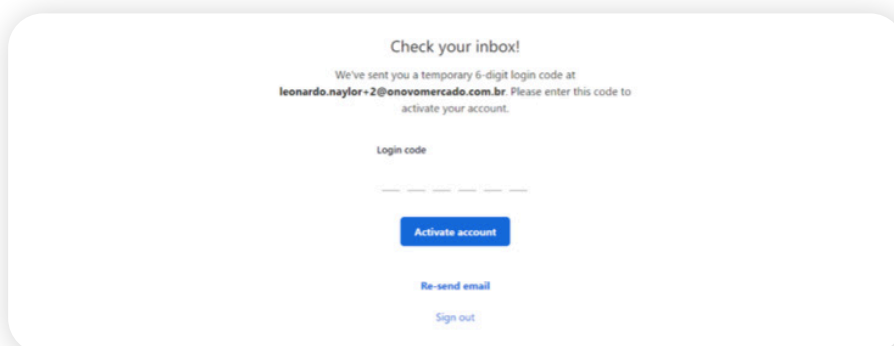 Check your inbox!
We've sent you a temporary 6-digit login code at
leonardo.naylor+2@onovomercado.com.br. Please enter this code to
activate your account.
Login code
Activate account
Re-send email
Sign out